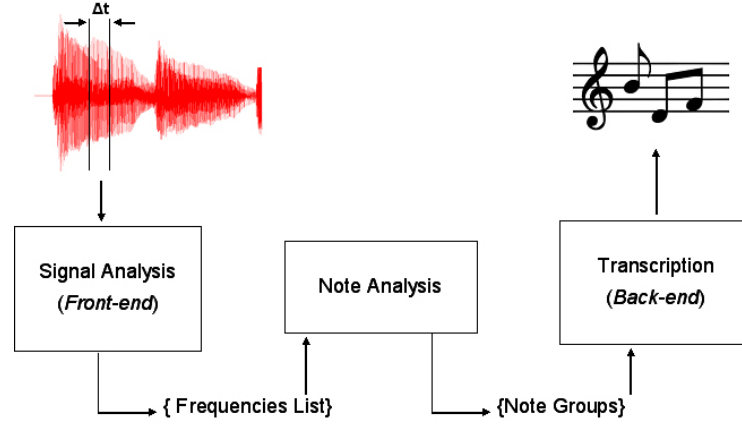 Δt
Signal Analysis
(Front-end)
Note Analysis
Transcription
(Back-end)
{ Frequencies List}
{Note Groups}